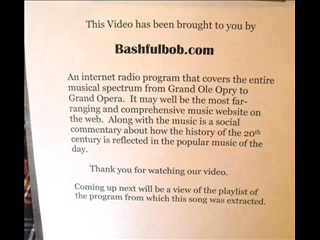 This Video has been brought to you by
Bashfulbob.com
An internet radio program that covers the entire
musical spectrum from Grand Ole Opry to
Grand Opera. It may well be the most far-
ranging and comprehensive music website on
the web. Along with the music is a social
commentary about how the history of the 20th
century is reflected in the popular music of the
day.
Thank you for watching our video.
Coming up next will be a view of the playlist
of the program from which this song was extracted.